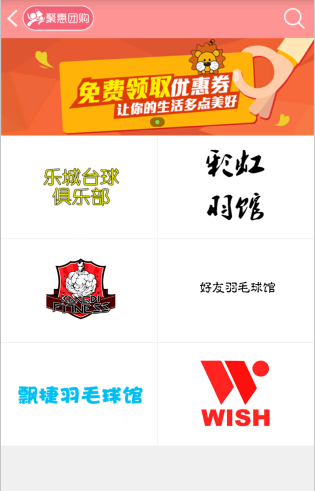 聚惠团购
免费领取优惠券
让你的生活多点美好
乐城台球
俱乐部
彩虹
羽馆
FITNESS
好友羽毛球馆
飘捷羽毛球馆
WISH